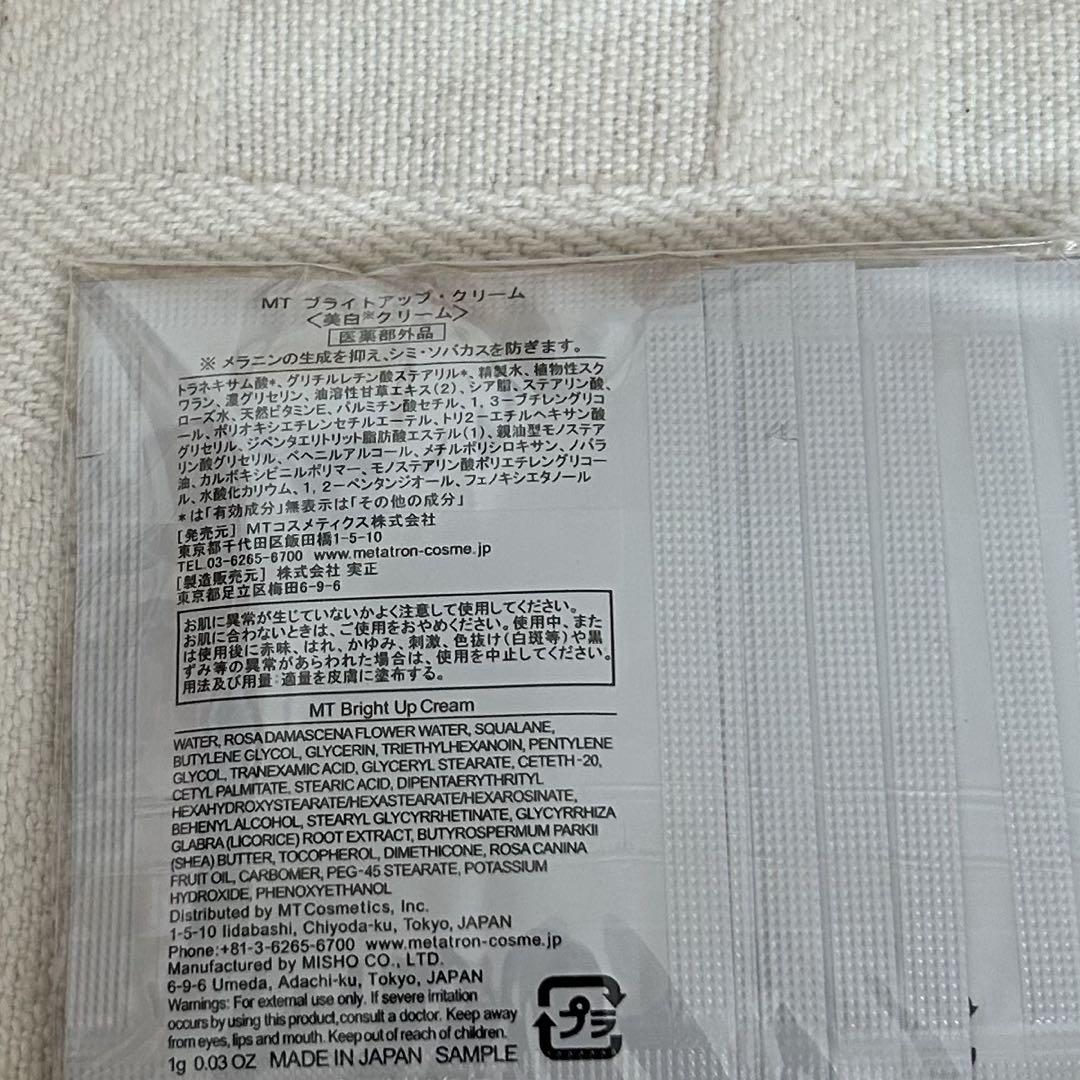 MT ブライトアップ・クリーム
〈美白※クリーム〉
医薬部外品
※ メラニンの生成を抑え、シミ・ソバカスを防ぎます。
トラネキサム酸*、グリチルレチン酸ステアリル*、精製水、植物性スク
ワラン、濃グリセリン、油溶性甘草エキス(2)、シア脂、ステアリン酸、
ローズ水、天然ビタミンE、パルミチン酸セチル、1,3-ブチレングリコ
ール、ポリオキシエチレンセチルエーテル、トリ2-エチルヘキサン酸
グリセリル、ジペンタエリトリット脂肪酸エステル(1)、親油型モノステア
リン酸グリセリル、ベヘニルアルコール、メチルポリシロキサン、ノバラ
油、カルボキシビニルポリマー、モノステアリン酸ポリエチレングリコー
ル、水酸化カリウム、1,2-ペンタンジオール、フェノキシエタノール
*は「有効成分」無表示は「その他の成分」
[発売元] MTコスメティクス株式会社
東京都千代田区飯田橋1-5-10
TEL 03-6265-6700 www.metatron-cosme.jp
[製造販売元] 株式会社 実正
東京都足立区梅田6-9-6
お肌に異常が生じていないかよく注意して使用してください。
お肌に合わないときは、ご使用をおやめください。使用中、また
は使用後に赤味、はれ、かゆみ、刺激、色抜け(白斑等)や黒
ずみ等の異常があらわれた場合は、使用を中止してください。
用法及び用量:適量を皮膚に塗布する。
MT Bright Up Cream
WATER, ROSA DAMASCENA FLOWER WATER, SQUALANE,
BUTYLENE GLYCOL, GLYCERIN, TRIETHYLHEXANOIN, PENTYLENE
GLYCOL, TRANEXAMIC ACID, GLYCERYL STEARATE, CETETH-20,
CETYL PALMITATE, STEARIC ACID, DIPENTAERYTHRITYL
HEXAHYDROXYSTEARATE/HEXASTEARATE/HEXAROSINATE,
BEHENYL ALCOHOL, STEARYL GLYCYRRHETINATE, GLYCYRRHIZA
GLABRA (LICORICE) ROOT EXTRACT, BUTYROSPERMUM PARKII
(SHEA) BUTTER, TOCOPHEROL, DIMETHICONE, ROSA CANINA
FRUIT OIL, CARBOMER, PEG-45 STEARATE, POTASSIUM
HYDROXIDE, PHENOXYETHANOL
Distributed by MT Cosmetics, Inc.
1-5-10 Iidabashi, Chiyoda-ku, Tokyo, JAPAN
Phone:+81-3-6265-6700 www.metatron-cosme.jp
Manufactured by MISHO CO., LTD.
6-9-6 Umeda, Adachi-ku, Tokyo, JAPAN
Warnings: For external use only. If severe irritation
occurs by using this product, consult a doctor. Keep away
from eyes, lips and mouth. Keep out of reach of children.
1g 0.03 OZ MADE IN JAPAN SAMPLE
プラ